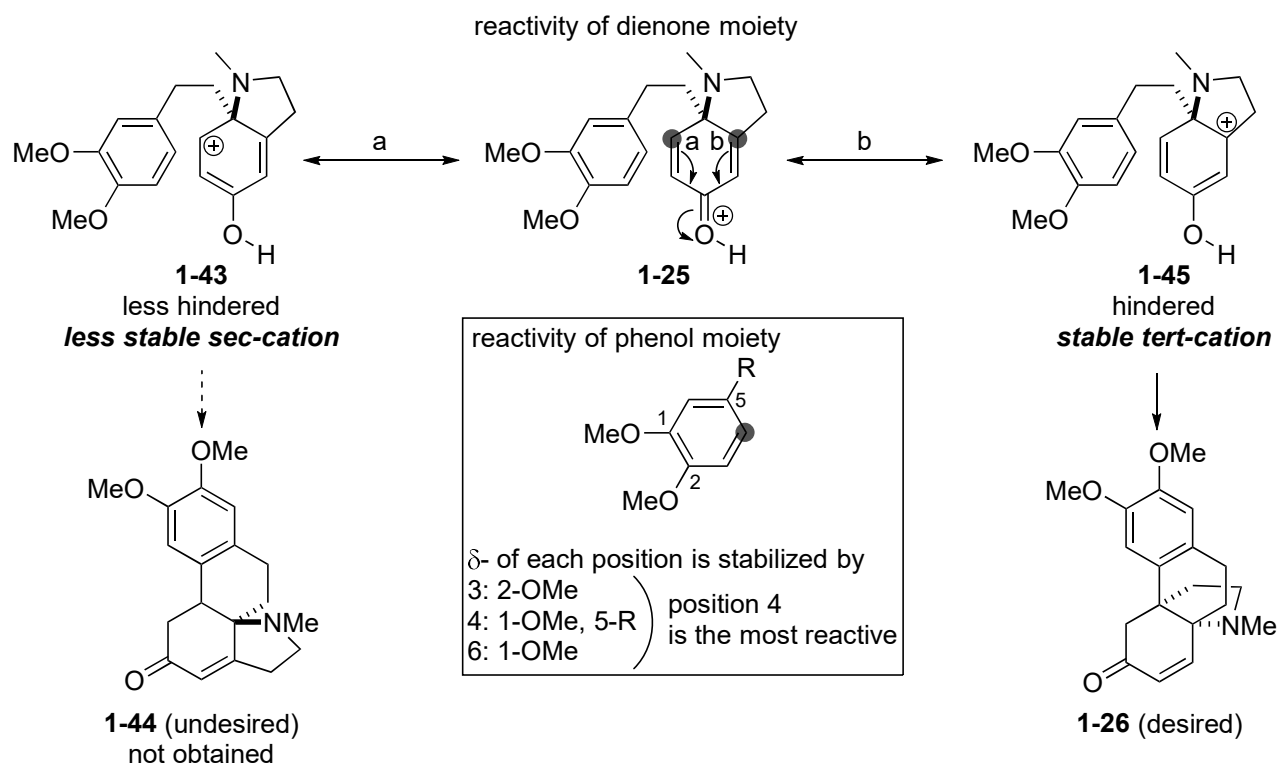 reactivity of dienone moiety
N
MeO
MeO
O
H
1-43
less hindered
less stable sec-cation
a
N
a b
MeO
MeO
O
H
1-25
b
N
MeO
MeO
O
H
1-45
hindered
stable tert-cation
OMe
MeO
NMe
O
1-44 (undesired)
not obtained
reactivity of phenol moiety
R
5
1
MeO
2
MeO
δ- of each position is stabilized by
3: 2-OMe
4: 1-OMe, 5-R
6: 1-OMe
position 4
is the most reactive
OMe
MeO
NMe
O
1-26 (desired)